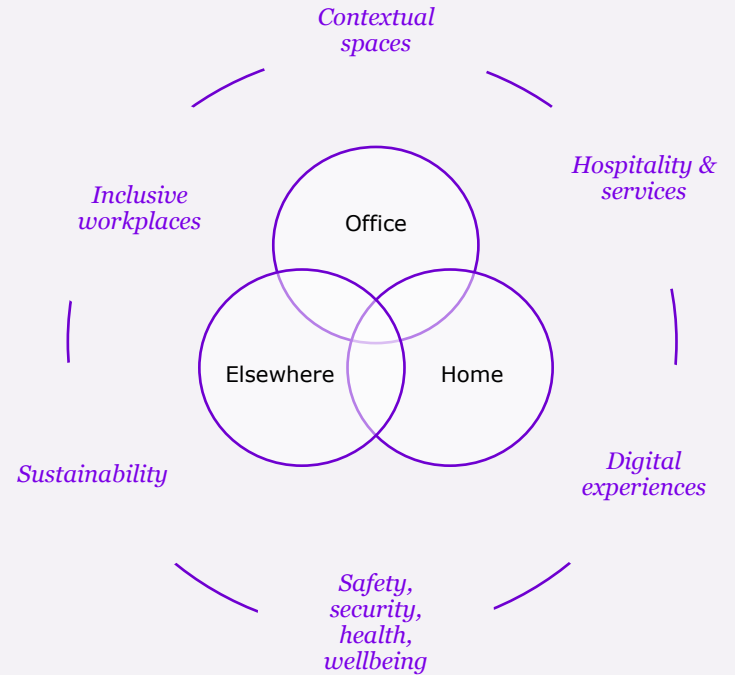 Contextual
spaces
Hospitality &
services
Inclusive
workplaces
Office
Elsewhere
Home
Sustainability
Digital
experiences
Safety,
security,
health,
wellbeing